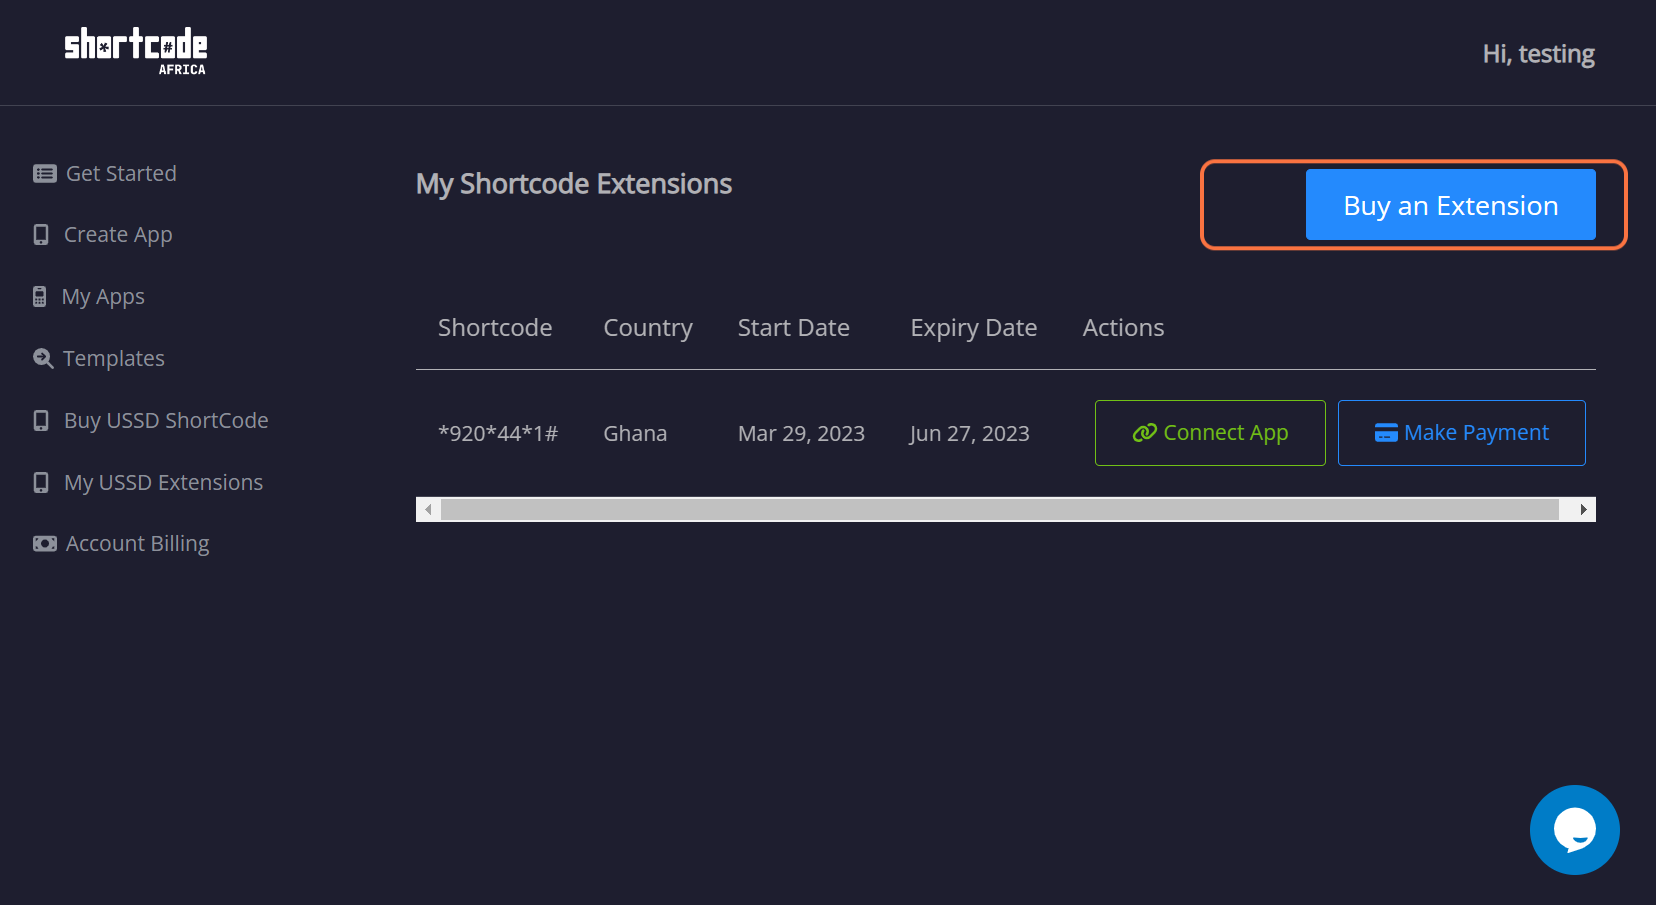 shortcode
AFRICA
Hi, testing
Get Started
Create App
My Apps
Templates
Buy USSD ShortCode
My USSD Extensions
Account Billing
My Shortcode Extensions
Buy an Extension
Shortcode Country Start Date Expiry Date Actions
*920*44*1# Ghana Mar 29, 2023 Jun 27, 2023 Connect App Make Payment